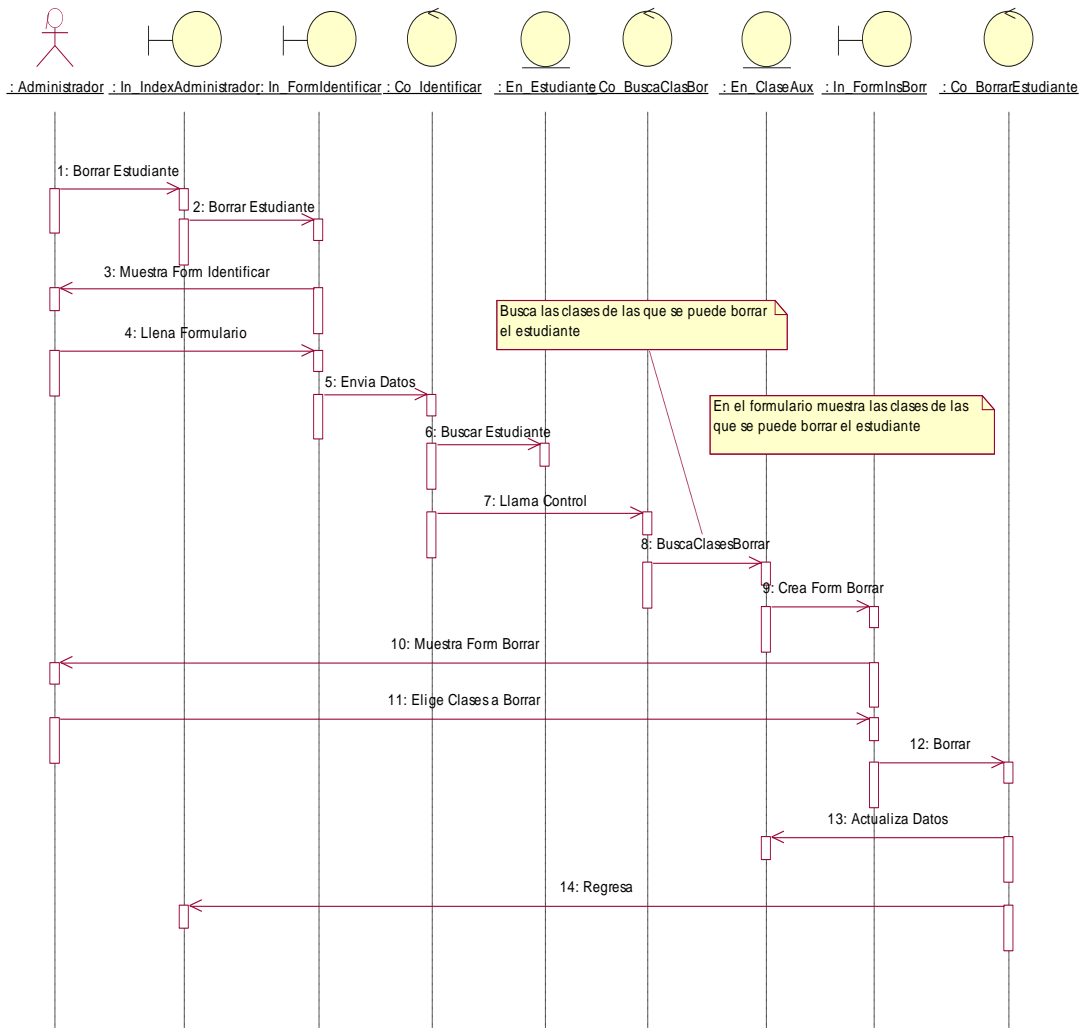 : Administrador
: In_IndexAdministrador
: In_FormIdentificar
: Co_Identificar
: En_Estudiante
Co_BuscaClasBor
: En_ClaseAux
: In_FormInsBorr
: Co_BorrarEstudiante
1: Borrar Estudiante
2: Borrar Estudiante
3: Muestra Form Identificar
Busca las clases de las que se puede borrar
el estudiante
4: Llena Formulario
5: Envia Datos
En el formulario muestra las clases de las
que se puede borrar el estudiante
6: Buscar Estudiante
7: Llama Control
8: BuscaClasesBorrar
9: Crea Form Borrar
10: Muestra Form Borrar
11: Elige Clases a Borrar
12: Borrar
13: Actualiza Datos
14: Regresa